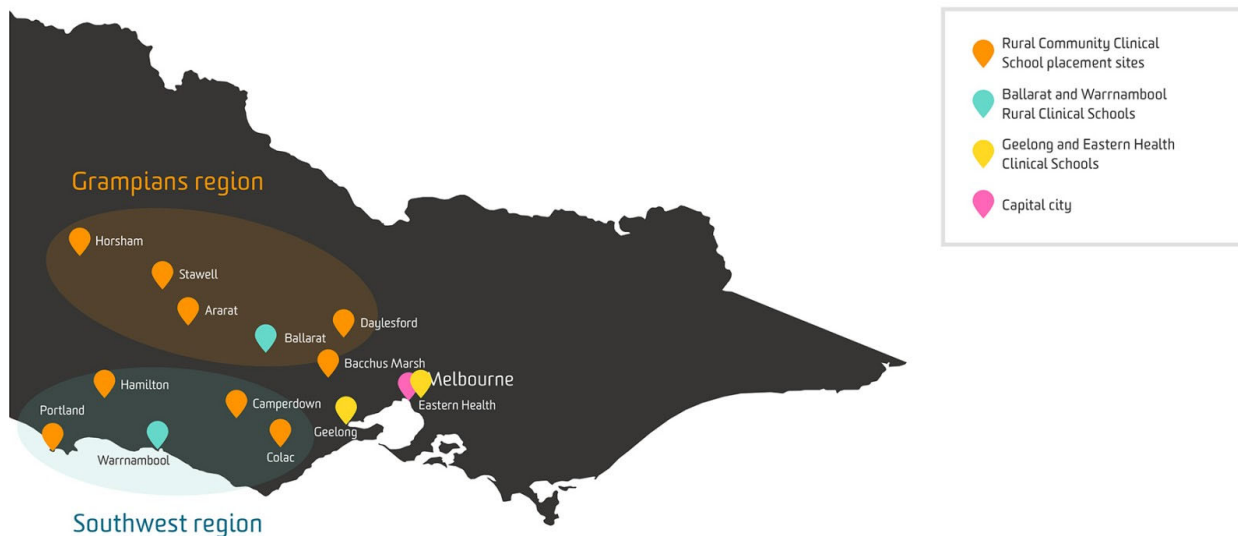 Rural Community Clinical
School placement sites
Ballarat and Warrnambool
Rural Clinical Schools
Geelong and Eastern Health
Clinical Schools
Capital city
Grampians region
Horsham
Stawell
Ararat
Daylesford
Ballarat
Bacchus Marsh
Melbourne
Eastern Health
Hamilton
Camperdown
Portland
Geelong
Warrnambool
Colac
Southwest region